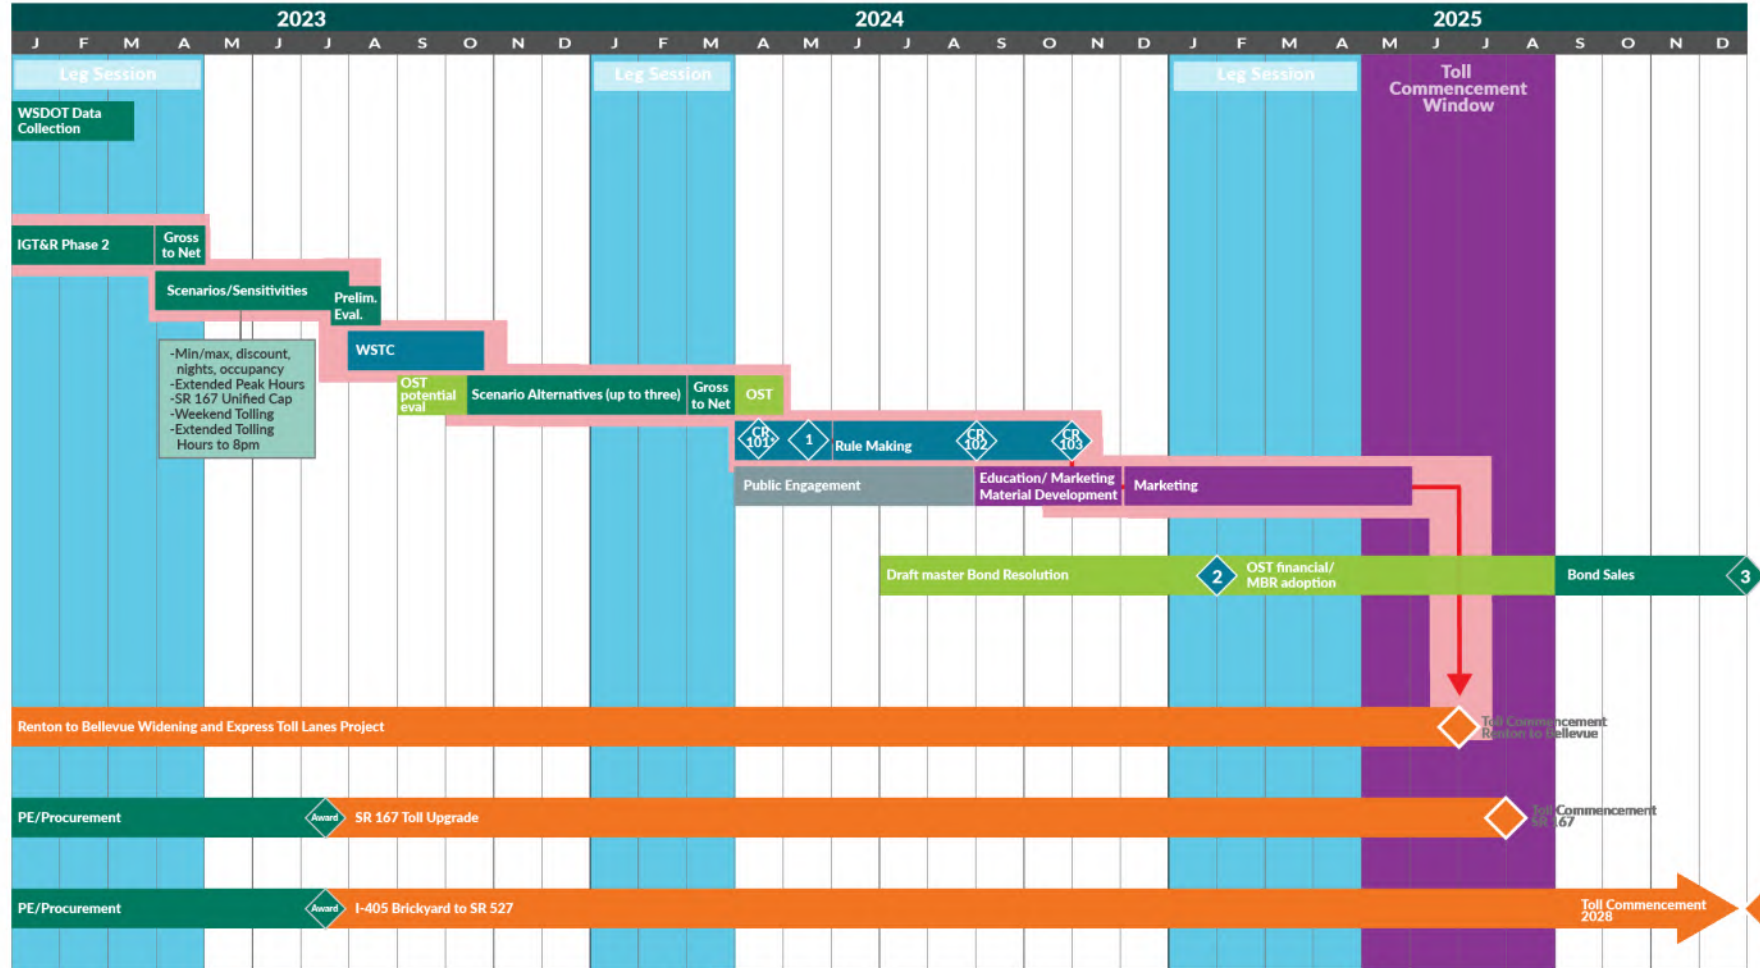 2023 2024 2025
J F M A M J J A S O N D J F M A M J J A S O N D J F M A M J J A S O N D
Leg Session
Leg Session
Leg Session
Toll
Commencement
Window
WSDOT Data
Collection
IGT&R Phase 2
Gross
to Net
Scenarios/Sensitivities
Prelim.
Eval.
-Min/max, discount,
nights, occupancy
-Extended Peak Hours
-SR 167 Unified Cap
-Weekend Tolling
-Extended Tolling
Hours to 8pm
WSTC
OST
potential
eval
Scenario Alternatives (up to three)
Gross
to Net
OST
CR
101*
1
Rule Making
CR
102
CR
103
Public Engagement
Education/ Marketing
Material Development
Marketing
Draft master Bond Resolution
2
OST financial/
MBR adoption
Bond Sales
3
Renton to Bellevue Widening and Express Toll Lanes Project
Toll Commencement
Renton to Bellevue
PE/Procurement
Award
SR 167 Toll Upgrade
Toll Commencement
SR 167
PE/Procurement
Award
I-405 Brickyard to SR 527
Toll Commencement
2028